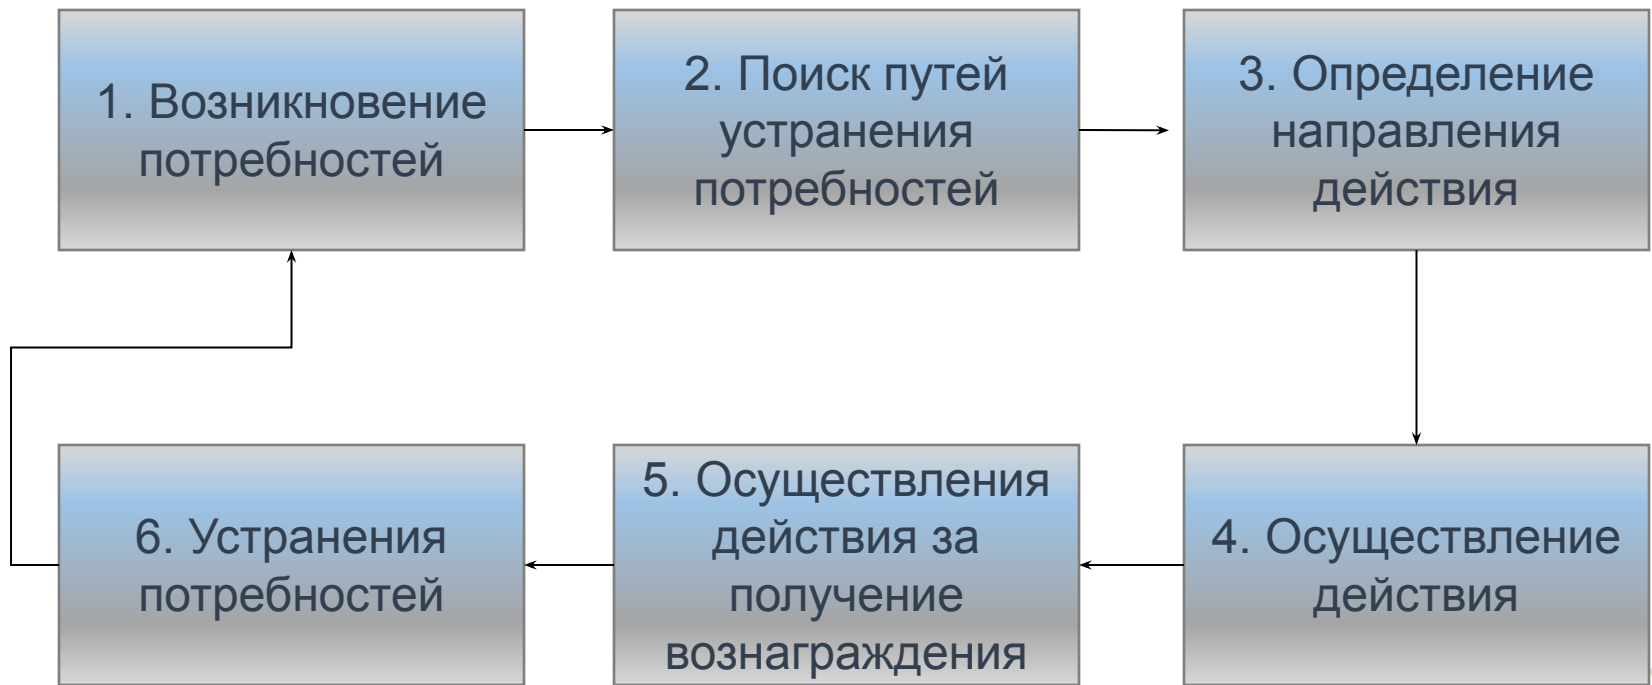 1. Возникновение
потребностей
2. Поиск путей
устранения
потребностей
3. Определение
направления
действия
4. Осуществление
действия
5. Осуществления
действия за
получение
вознаграждения
6. Устранения
потребностей